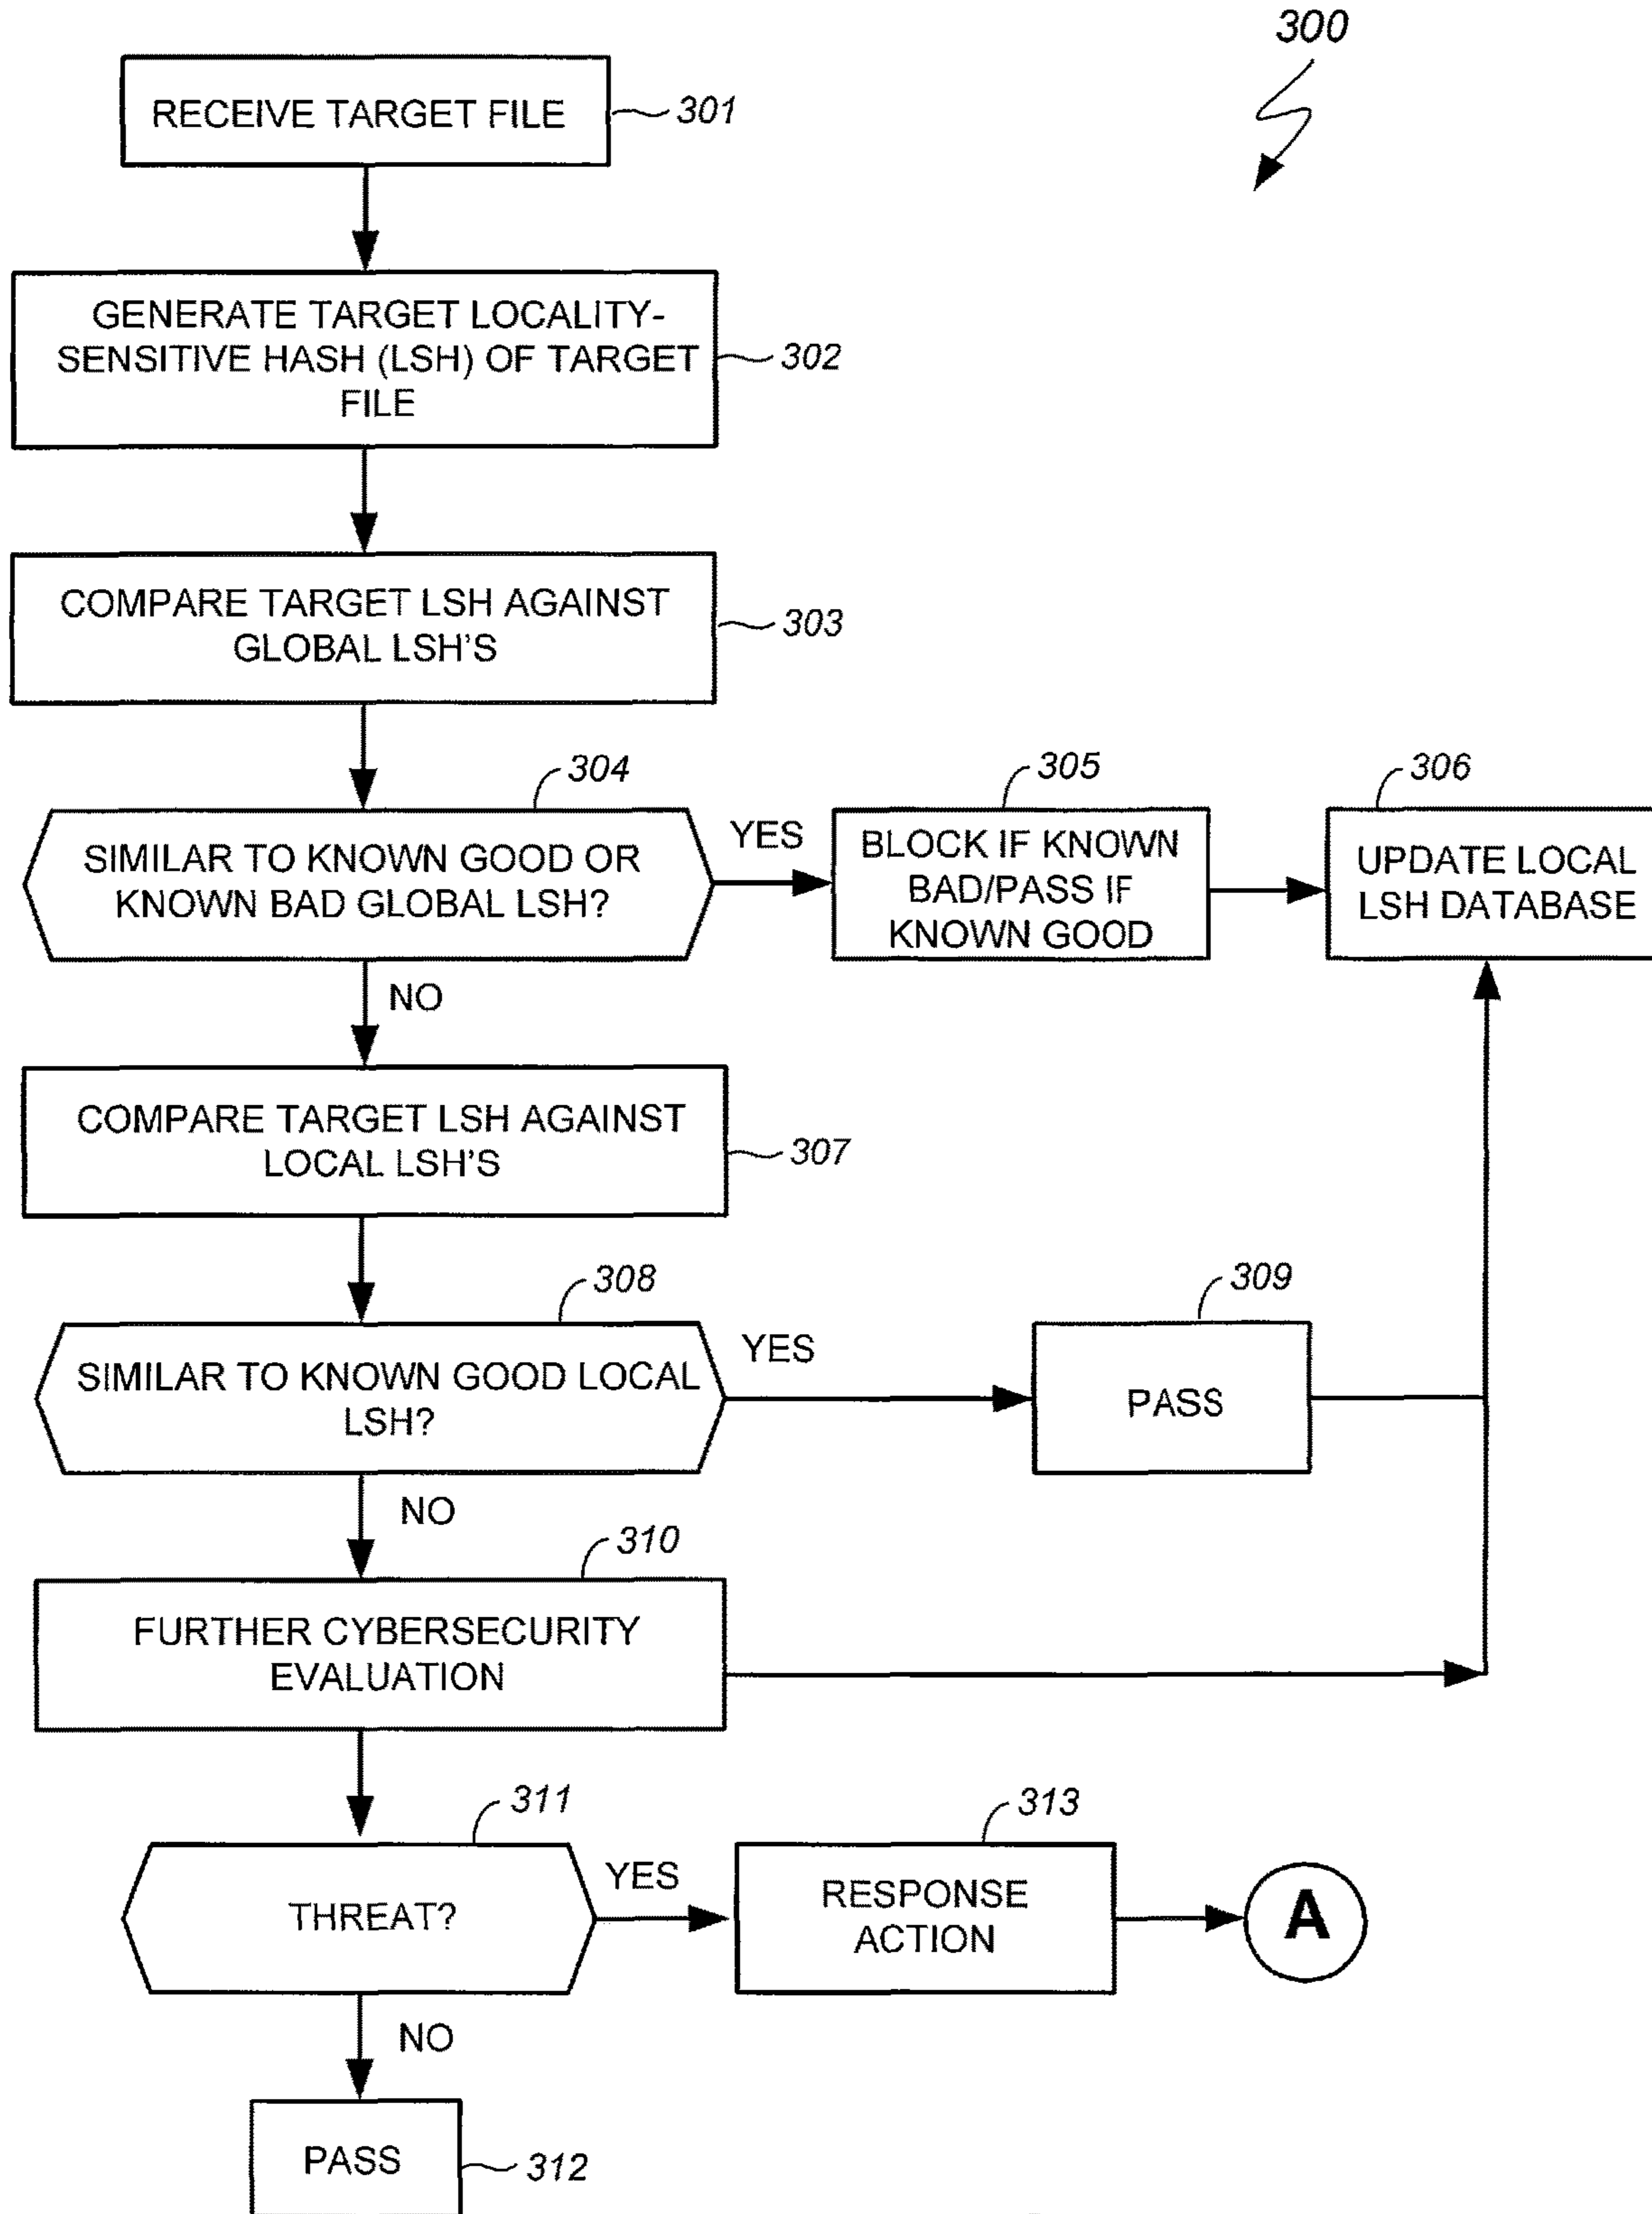 300
RECEIVE TARGET FILE
301
GENERATE TARGET LOCALITY-
SENSITIVE HASH (LSH) OF TARGET
FILE
302
COMPARE TARGET LSH AGAINST
GLOBAL LSH'S
303
304
SIMILAR TO KNOWN GOOD OR
KNOWN BAD GLOBAL LSH?
YES
305
BLOCK IF KNOWN
BAD/PASS IF
KNOWN GOOD
306
UPDATE LOCAL
LSH DATABASE
NO
COMPARE TARGET LSH AGAINST
LOCAL LSH'S
307
308
SIMILAR TO KNOWN GOOD LOCAL
LSH?
YES
309
PASS
NO
310
FURTHER CYBERSECURITY
EVALUATION
311
THREAT?
YES
313
RESPONSE
ACTION
A
NO
PASS
312